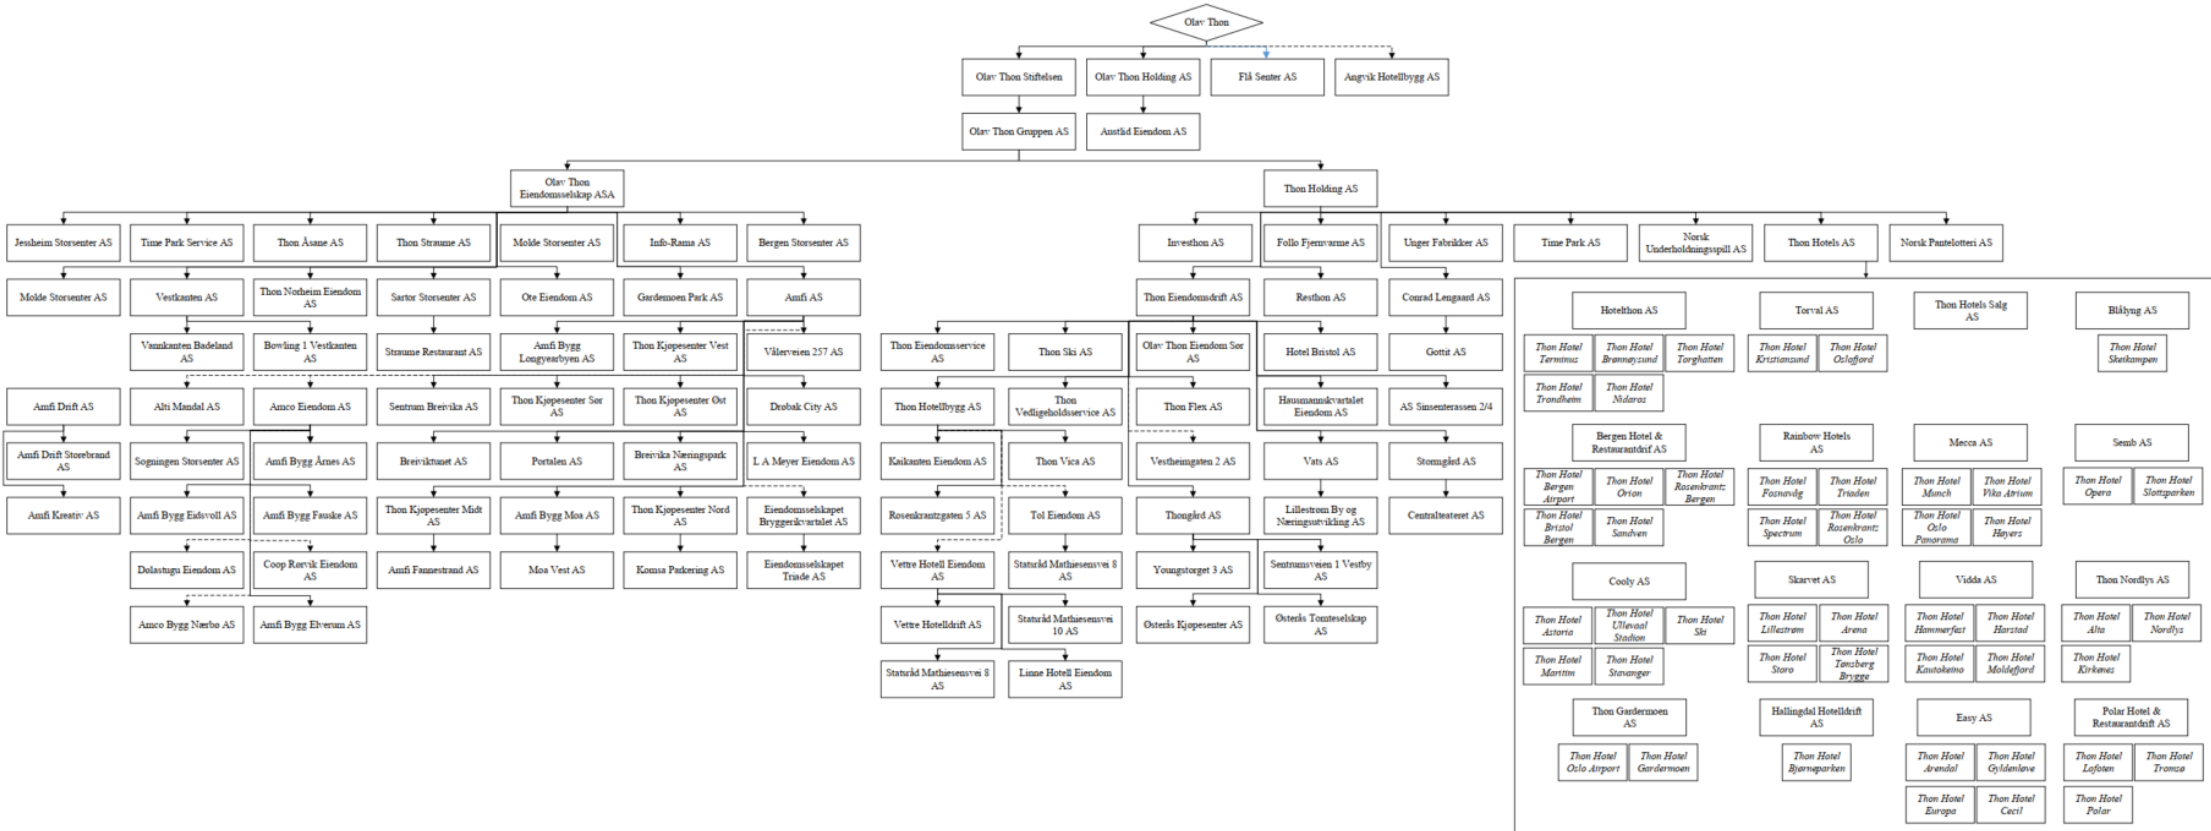 Olav Thon
Olav Thon Stiftelsen
Olav Thon Holding AS
Flå Senter AS
Angvik Hotellbygg AS
Olav Thon Gruppen AS
Austlid Eiendom AS
Olav Thon
Eiendomsselskap ASA
Thon Holding AS
Jessheim Storsenter AS
Time Park Service AS
Thon Åsane AS
Thon Straume AS
Molde Storsenter AS
Info-Rama AS
Bergen Storsenter AS
Investhon AS
Follo Fjernvarme AS
Unger Fabrikker AS
Time Park AS
Norsk
Underholdningsspill AS
Thon Hotels AS
Norsk Pantelotteri AS
Molde Storsenter AS
Vestkanten AS
Thon Norheim Eiendom
AS
Sartor Storsenter AS
Ote Eiendom AS
Gardemoen Park AS
Amfi AS
Thon Eiendomsdrift AS
Resthon AS
Conrad Lengaard AS
Vannkanten Badeland
AS
Bowling 1 Vestkanten
AS
Straume Restaurant AS
Amfi Bygg
Longyearbyen AS
Thon Kjøpesenter Vest
AS
Vålerveien 257 AS
Thon Eiendomsservice
AS
Thon Ski AS
Olav Thon Eiendom Sør
AS
Hotel Bristol AS
Gottit AS
Amfi Drift AS
Alti Mandal AS
Amco Eiendom AS
Sentrum Breivika AS
Thon Kjøpesenter Sør
AS
Thon Kjøpesenter Øst
AS
Drøbak City AS
Thon Hotellbygg AS
Thon
Vedligeholdsservice AS
Thon Flex AS
Hausmannskvartalet
Eiendom AS
AS Sinsenterassen 2/4
Amfi Drift Storebrand
AS
Sogningen Storsenter AS
Amfi Bygg Årnes AS
Breiviktunet AS
Portalen AS
Breivika Næringspark
AS
L A Meyer Eiendom AS
Kaikanten Eiendom AS
Thon Vica AS
Vestheimgaten 2 AS
Vats AS
Stormgård AS
Amfi Kreativ AS
Amfi Bygg Eidsvoll AS
Amfi Bygg Fauske AS
Thon Kjøpesenter Midt
AS
Amfi Bygg Moa AS
Thon Kjøpesenter Nord
AS
Eiendomsselskapet
Bryggerikvartalet AS
Rosenkrantzgaten 5 AS
Tol Eiendom AS
Thongård AS
Lillestrøm By og
Næringsutvikling AS
Centralteateret AS
Dølastugu Eiendom AS
Coop Rørvik Eiendom
AS
Amfi Fannestrand AS
Moa Vest AS
Komsa Parkering AS
Eiendomsselskapet
Triade AS
Vettre Hotell Eiendom
AS
Statsråd Mathiesensvei 8
AS
Youngstorget 3 AS
Sentrumsveien 1 Vestby
AS
Amco Bygg Nærbø AS
Amfi Bygg Elverum AS
Vettre Hotelldrift AS
Statsråd Mathiesensvei
10 AS
Østerås Kjøpesenter AS
Østerås Tomteselskap
AS
Statsråd Mathiesensvei 8
AS
Linne Hotell Eiendom
AS
Hotelthon AS
Thon Hotel
Terminus
Thon Hotel
Brønnøysund
Thon Hotel
Torghatten
Thon Hotel
Trondheim
Thon Hotel
Nidaros
Torval AS
Thon Hotel
Kristiansund
Thon Hotel
Oslofjord
Thon Hotels Salg
AS
Blålyng AS
Thon Hotel
Skeikampen
Bergen Hotel &
Restaurantdrif AS
Thon Hotel
Bergen
Airport
Thon Hotel
Orion
Thon Hotel
Rosenkrantz
Bergen
Thon Hotel
Bristol
Bergen
Thon Hotel
Sandven
Rainbow Hotels
AS
Thon Hotel
Fosnavåg
Thon Hotel
Triaden
Thon Hotel
Spectrum
Thon Hotel
Rosenkrantz
Oslo
Mecca AS
Thon Hotel
Munch
Thon Hotel
Vika Atrium
Thon Hotel
Oslo
Panorama
Thon Hotel
Høyers
Semb AS
Thon Hotel
Opera
Thon Hotel
Slottsparken
Cooly AS
Thon Hotel
Astoria
Thon Hotel
Ullevaal
Stadion
Thon Hotel
Ski
Thon Hotel
Maritim
Thon Hotel
Stavanger
Skarvet AS
Thon Hotel
Lillestrøm
Thon Hotel
Arena
Thon Hotel
Storo
Thon Hotel
Tønsberg
Brygge
Vidda AS
Thon Hotel
Hammerfest
Thon Hotel
Harstad
Thon Hotel
Kautokeino
Thon Hotel
Moldefjord
Thon Nordlys AS
Thon Hotel
Alta
Thon Hotel
Nordlys
Thon Hotel
Kirkenes
Thon Gardermoen
AS
Thon Hotel
Oslo Airport
Thon Hotel
Gardermoen
Hallingdal Hotelldrift
AS
Thon Hotel
Bjørneparken
Easy AS
Thon Hotel
Arendal
Thon Hotel
Gyldenløve
Thon Hotel
Europa
Thon Hotel
Cecil
Polar Hotel &
Restaurantdrift AS
Thon Hotel
Lofoten
Thon Hotel
Tromsø
Thon Hotel
Polar